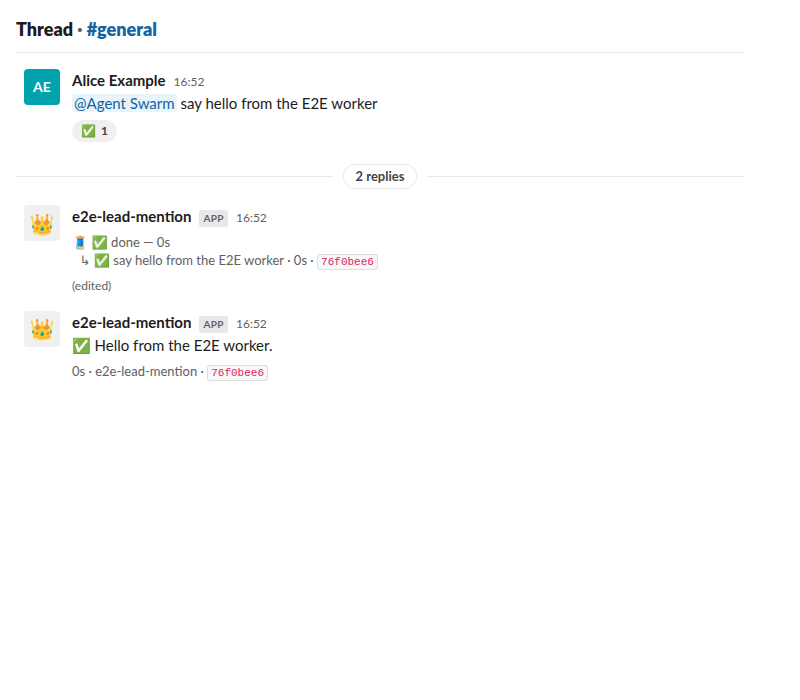 Thread • #general
AE
Alice Example 16:52
@Agent Swarm say hello from the E2E worker
✅ 1
2 replies
e2e-lead-mention APP 16:52
🧵 ✅ done — 0s
↳ ✅ say hello from the E2E worker · 0s · 76f0bee6
(edited)
e2e-lead-mention APP 16:52
✅ Hello from the E2E worker.
0s · e2e-lead-mention · 76f0bee6